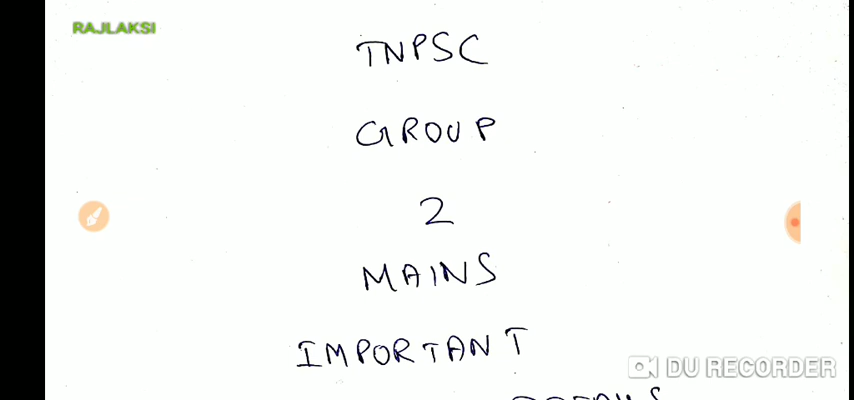 RAJLAKSI
TNPSC
GROUP
2
MAINS
IMPORTANT
DU RECORDER